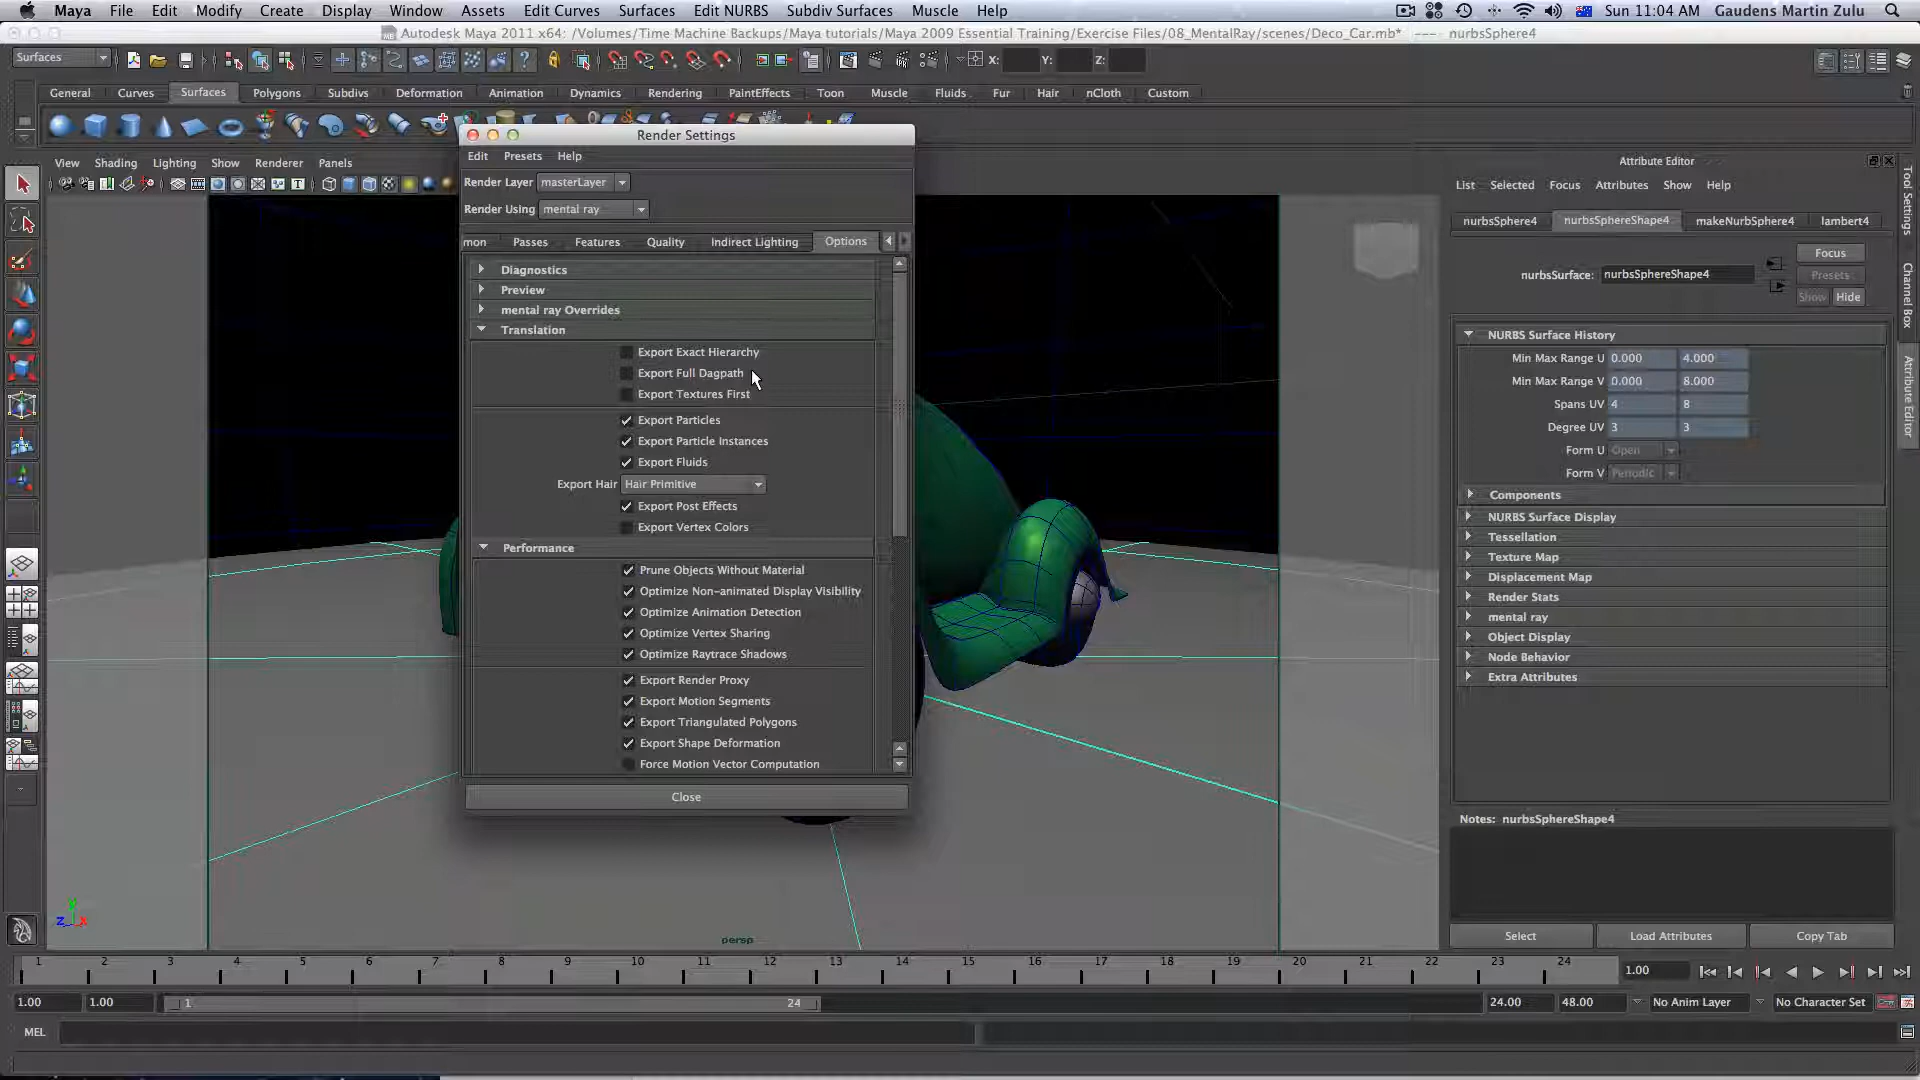 Maya File Edit Modify Create Display Window Assets Edit Curves Surfaces Edit NURBS Subdiv Surfaces Muscle Help Sun 11:04 AM Gaudens Martin Zulu
Autodesk Maya 2011 x64: /Volumes/Time Machine Backups/Maya tutorials/Maya 2009 Essential Training/Exercise Files/08_MentalRay/scenes/Deco_Car.mb* --- nurbsSphere4
Surfaces X: Y: Z:
General Curves Surfaces Polygons Subdivs Deformation Animation Dynamics Rendering PaintEffects Toon Muscle Fluids Fur Hair nCloth Custom
View Shading Lighting Show Renderer Panels
Render Settings
Edit Presets Help
Render Layer masterLayer
Render Using mental ray
mon Passes Features Quality Indirect Lighting Options
Diagnostics
Preview
mental ray Overrides
Translation
Export Exact Hierarchy
Export Full Dagpath
Export Textures First
Export Particles
Export Particle Instances
Export Fluids
Export Hair Hair Primitive
Export Post Effects
Export Vertex Colors
Performance
Prune Objects Without Material
Optimize Non-animated Display Visibility
Optimize Animation Detection
Optimize Vertex Sharing
Optimize Raytrace Shadows
Export Render Proxy
Export Motion Segments
Export Triangulated Polygons
Export Shape Deformation
Force Motion Vector Computation
Close
Attribute Editor
List Selected Focus Attributes Show Help
nurbsSphere4 nurbsSphereShape4 makeNurbSphere4 lambert4
Focus
nurbsSurface: nurbsSphereShape4 Presets
Show Hide
NURBS Surface History
Min Max Range U 0.000 4.000
Min Max Range V 0.000 8.000
Spans UV 4 8
Degree UV 3 3
Form U Open
Form V Periodic
Components
NURBS Surface Display
Tessellation
Texture Map
Displacement Map
Render Stats
mental ray
Object Display
Node Behavior
Extra Attributes
Notes: nurbsSphereShape4
Select Load Attributes Copy Tab
Tool Settings
Channel Box
Attribute Editor
y
z x
persp
1 2 3 4 5 6 7 8 9 10 11 12 13 14 15 16 17 18 19 20 21 22 23 24 1.00
1.00 1.00 1 24 24.00 48.00 No Anim Layer No Character Set
MEL